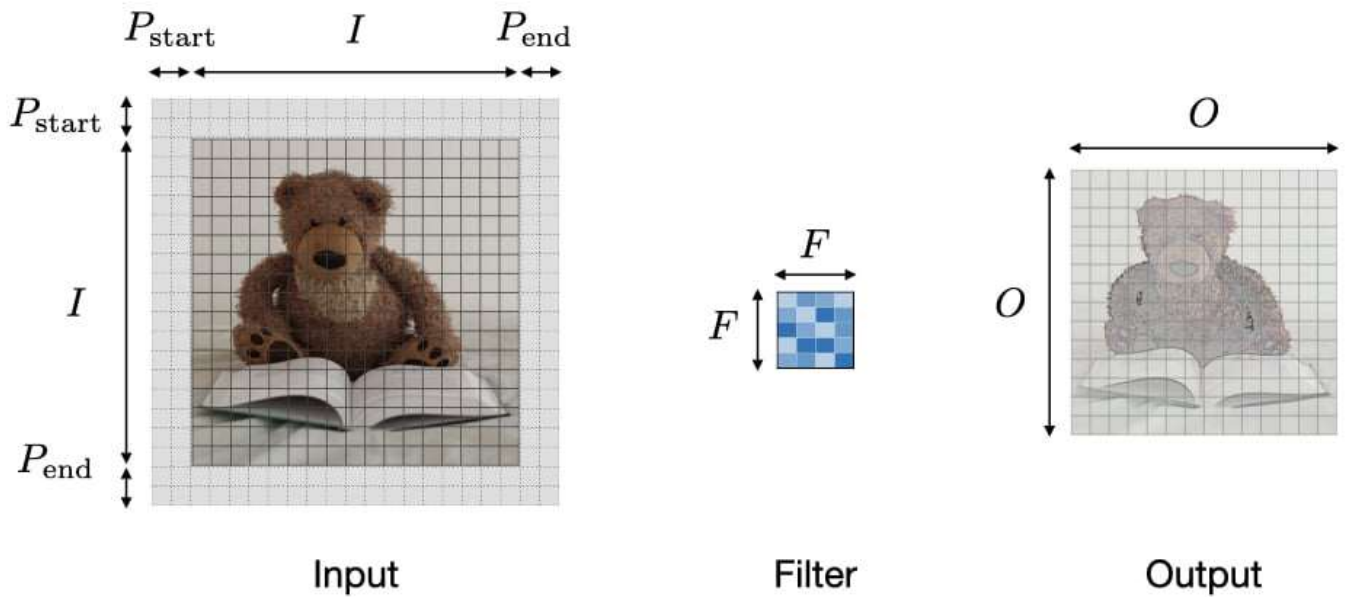 P_start I P_end
P_start
O
I
F
F
O
P_end
Input Filter Output